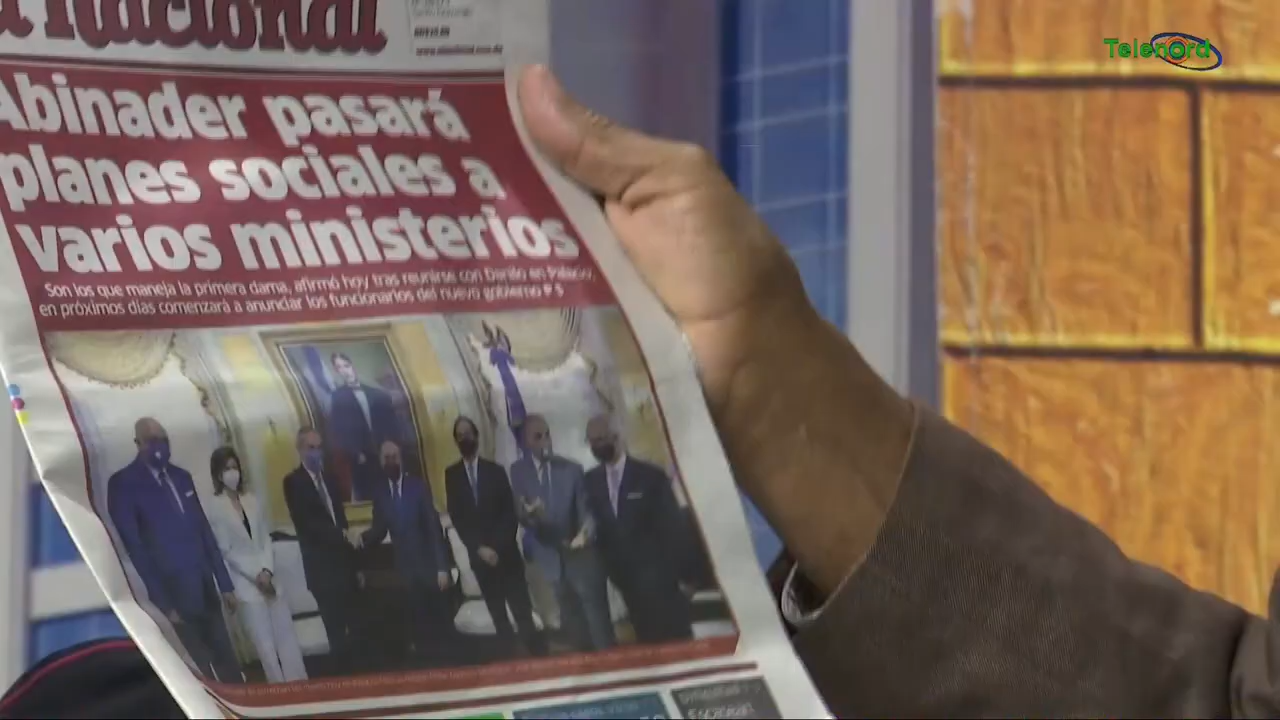 Nacional
Telenord
Abinader pasará
planes sociales a
varios ministerios
Son los que maneja la primera dama, afirmó hoy tras reunirse con Danilo en Palacio;
en próximos días comenzará a anunciar los funcionarios del nuevo gobierno P 5